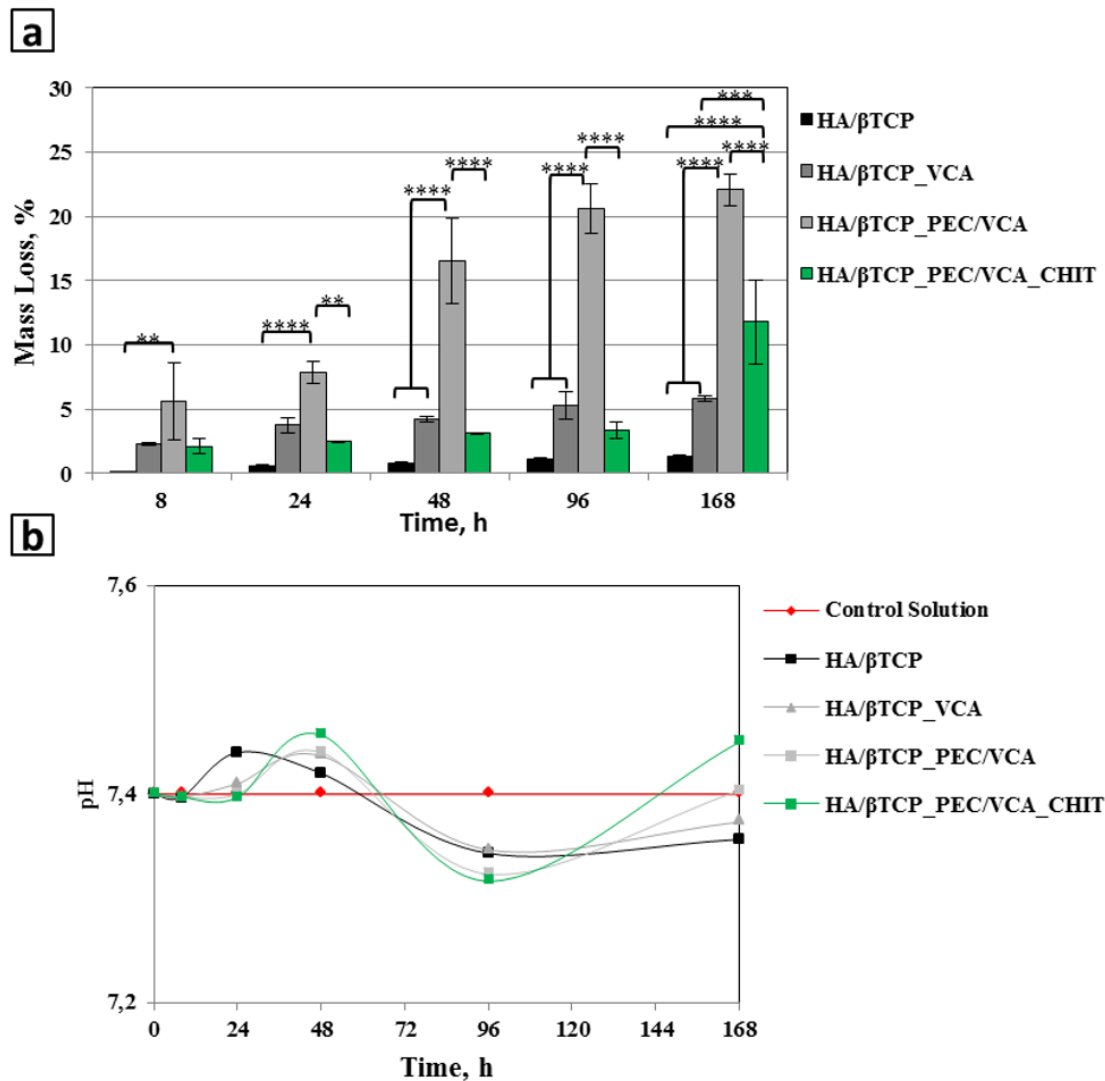 a
30
25
20
15
10
5
0
Mass Loss, %
** **** ** **** **** **** **** **** **** **** ***
8 24 48 96 168
Time, h
HA/βTCP
HA/βTCP_VCA
HA/βTCP_PEC/VCA
HA/βTCP_PEC/VCA_CHIT
b
7,6
7,4
7,2
pH
0 24 48 72 96 120 144 168
Time, h
Control Solution
HA/βTCP
HA/βTCP_VCA
HA/βTCP_PEC/VCA
HA/βTCP_PEC/VCA_CHIT